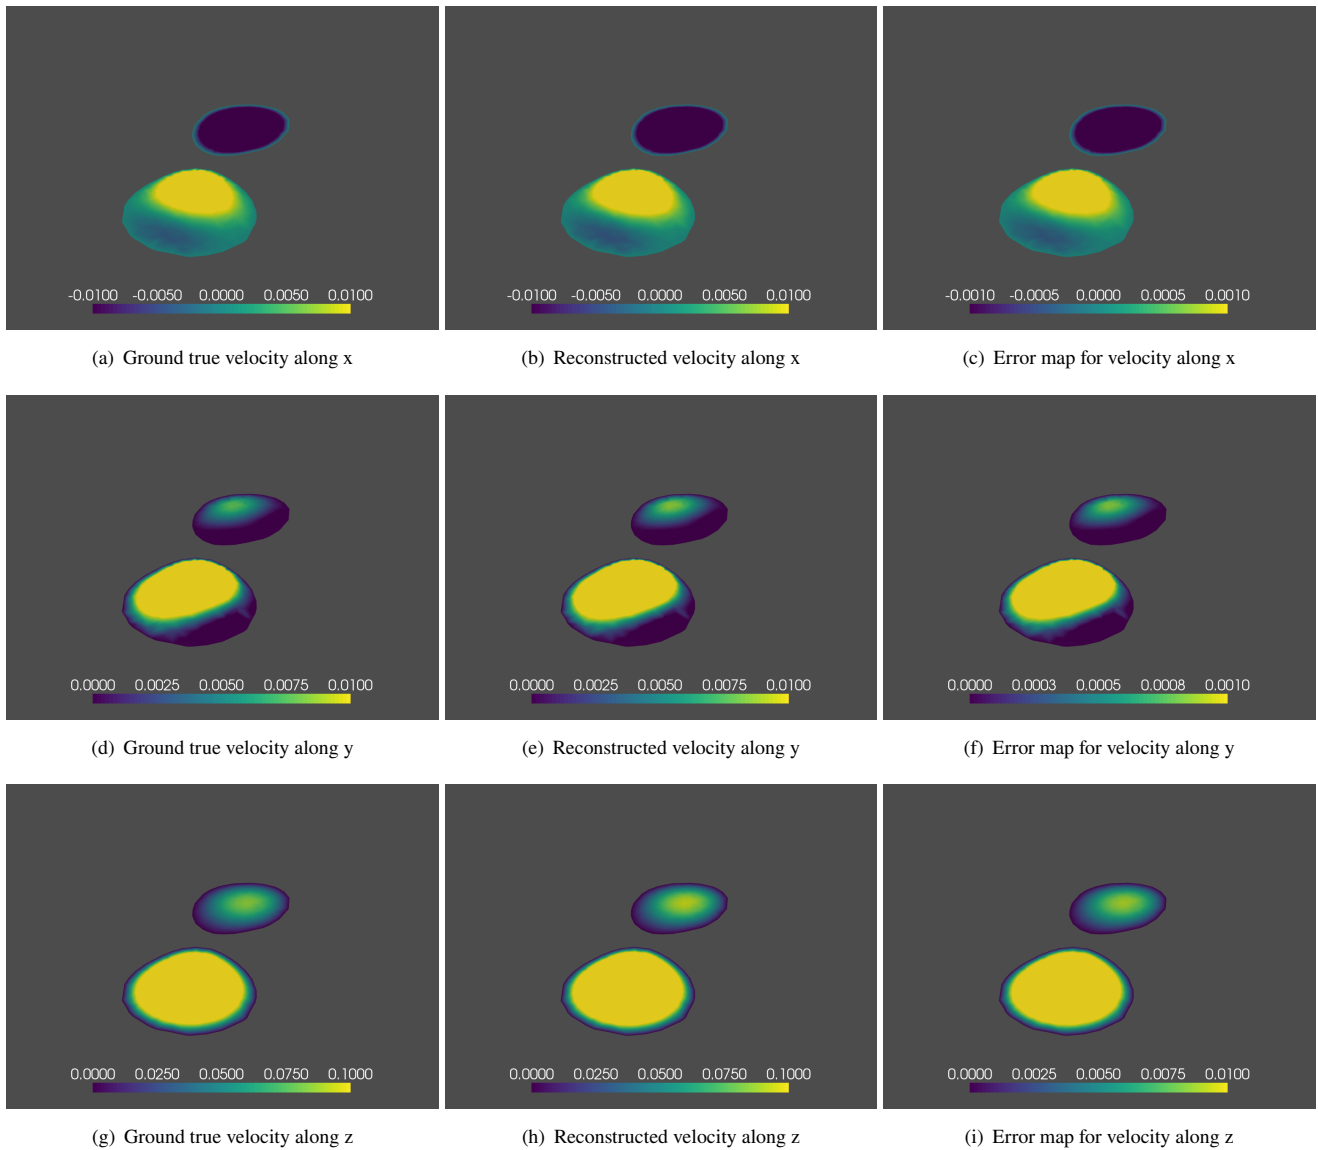 -0.0100 -0.0050 0.0000 0.0050 0.0100
-0.0100 -0.0050 0.0000 0.0050 0.0100
-0.0010 -0.0005 0.0000 0.0005 0.0010
(a) Ground true velocity along x
(b) Reconstructed velocity along x
(c) Error map for velocity along x
0.0000 0.0025 0.0050 0.0075 0.0100
0.0000 0.0025 0.0050 0.0075 0.0100
0.0000 0.0003 0.0005 0.0008 0.0010
(d) Ground true velocity along y
(e) Reconstructed velocity along y
(f) Error map for velocity along y
0.0000 0.0250 0.0500 0.0750 0.1000
0.0000 0.0250 0.0500 0.0750 0.1000
0.0000 0.0025 0.0050 0.0075 0.0100
(g) Ground true velocity along z
(h) Reconstructed velocity along z
(i) Error map for velocity along z